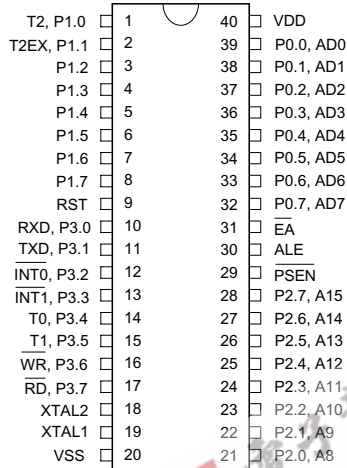 T2, P1.0 1 40 VDD
T2EX, P1.1 2 39 P0.0, AD0
P1.2 3 38 P0.1, AD1
P1.3 4 37 P0.2, AD2
P1.4 5 36 P0.3, AD3
P1.5 6 35 P0.4, AD4
P1.6 7 34 P0.5, AD5
P1.7 8 33 P0.6, AD6
RST 9 32 P0.7, AD7
RXD, P3.0 10 31 EA
TXD, P3.1 11 30 ALE
INT0, P3.2 12 29 PSEN
INT1, P3.3 13 28 P2.7, A15
T0, P3.4 14 27 P2.6, A14
T1, P3.5 15 26 P2.5, A13
WR, P3.6 16 25 P2.4, A12
RD, P3.7 17 24 P2.3, A11
XTAL2 18 23 P2.2, A10
XTAL1 19 22 P2.1, A9
VSS 20 21 P2.0, A8